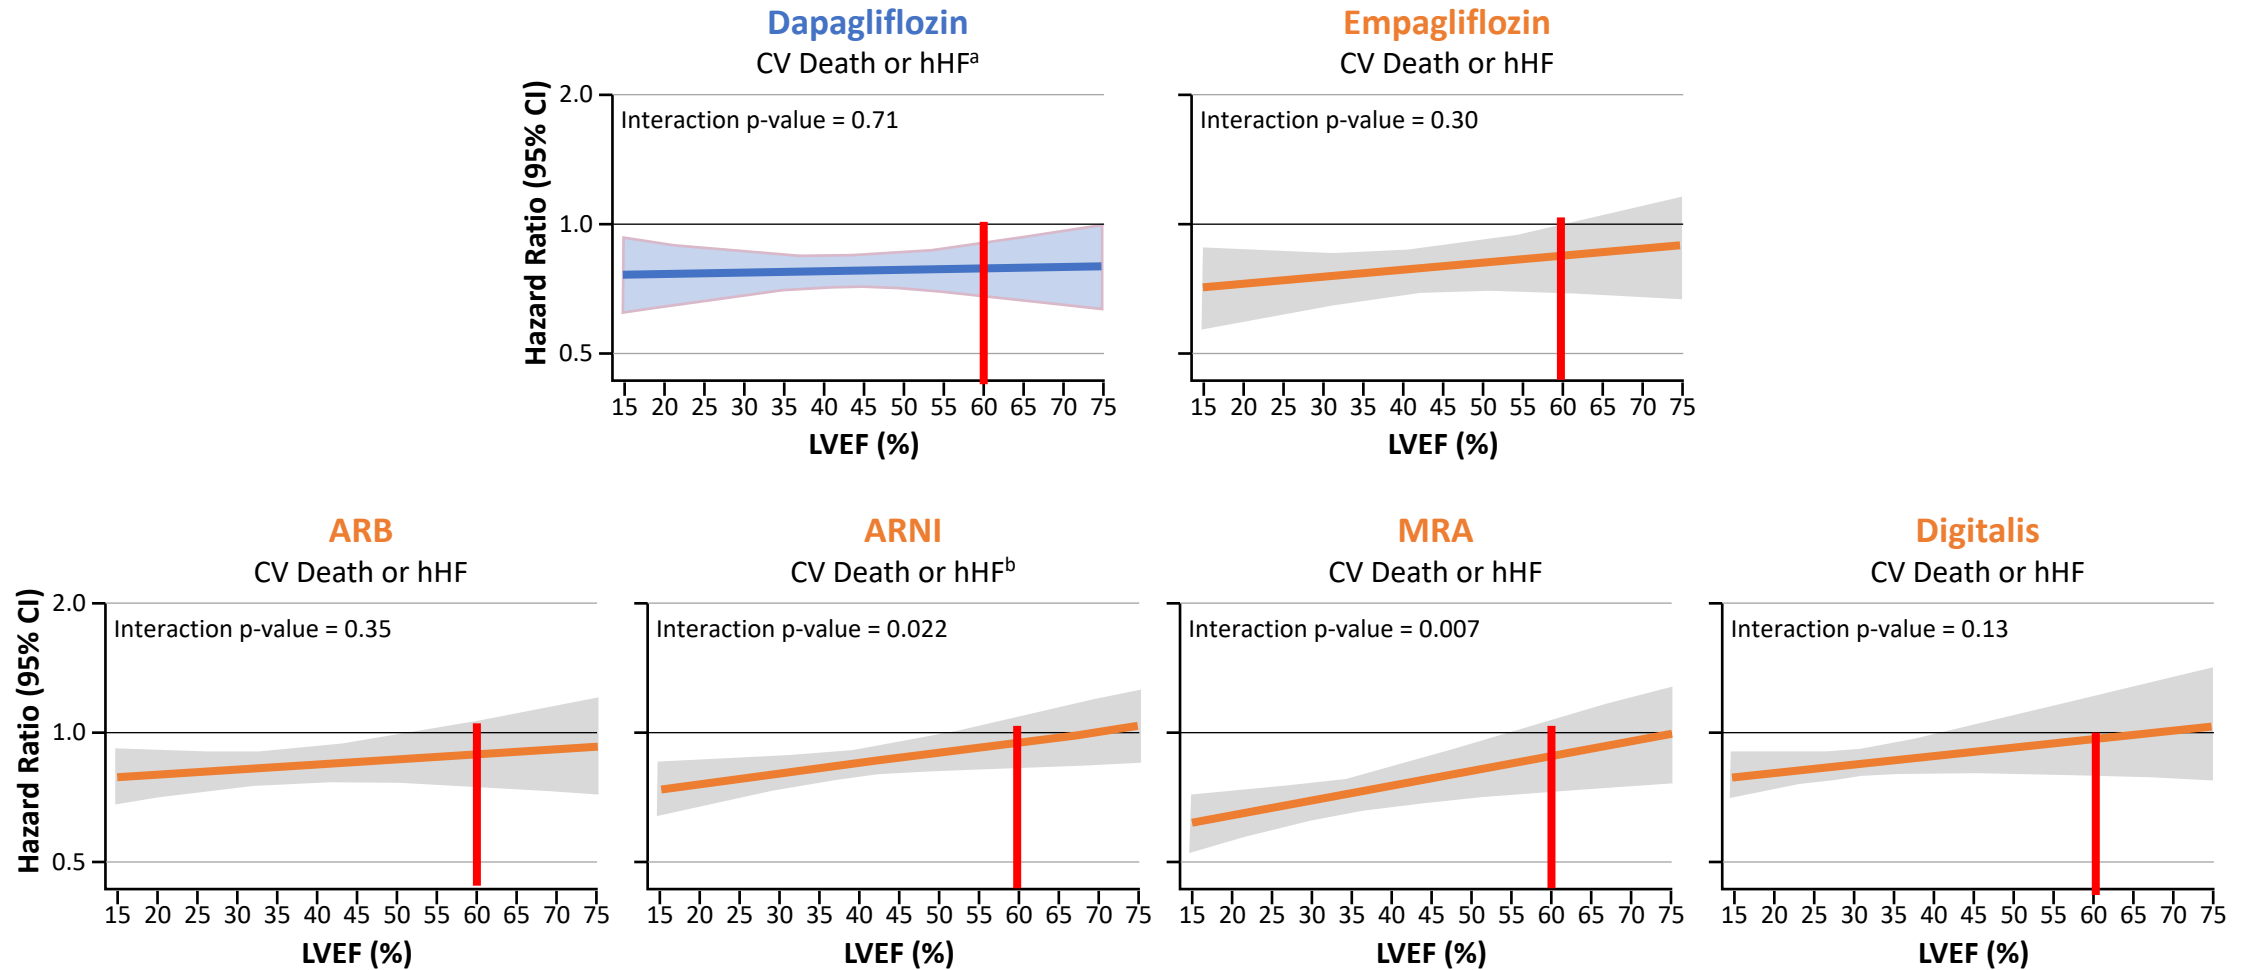 Dapagliflozin
CV Death or hHFᵃ
Hazard Ratio (95% CI)
2.0
1.0
0.5
Interaction p-value = 0.71
15 20 25 30 35 40 45 50 55 60 65 70 75
LVEF (%)
Empagliflozin
CV Death or hHF
Interaction p-value = 0.30
15 20 25 30 35 40 45 50 55 60 65 70 75
LVEF (%)
ARB
CV Death or hHF
Hazard Ratio (95% CI)
2.0
1.0
0.5
Interaction p-value = 0.35
15 20 25 30 35 40 45 50 55 60 65 70 75
LVEF (%)
ARNI
CV Death or hHFᵇ
Interaction p-value = 0.022
15 20 25 30 35 40 45 50 55 60 65 70 75
LVEF (%)
MRA
CV Death or hHF
Interaction p-value = 0.007
15 20 25 30 35 40 45 50 55 60 65 70 75
LVEF (%)
Digitalis
CV Death or hHF
Interaction p-value = 0.13
15 20 25 30 35 40 45 50 55 60 65 70 75
LVEF (%)